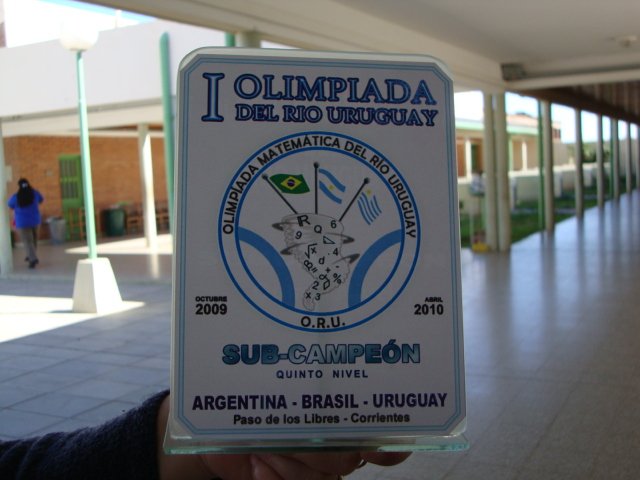 I OLIMPIADA
DEL RIO URUGUAY
OLIMPIADA MATEMÁTICA DEL RÍO URUGUAY
O.R.U.
OCTUBRE
2009
ABRIL
2010
SUB-CAMPEÓN
QUINTO NIVEL
ARGENTINA - BRASIL - URUGUAY
Paso de los Libres - Corrientes